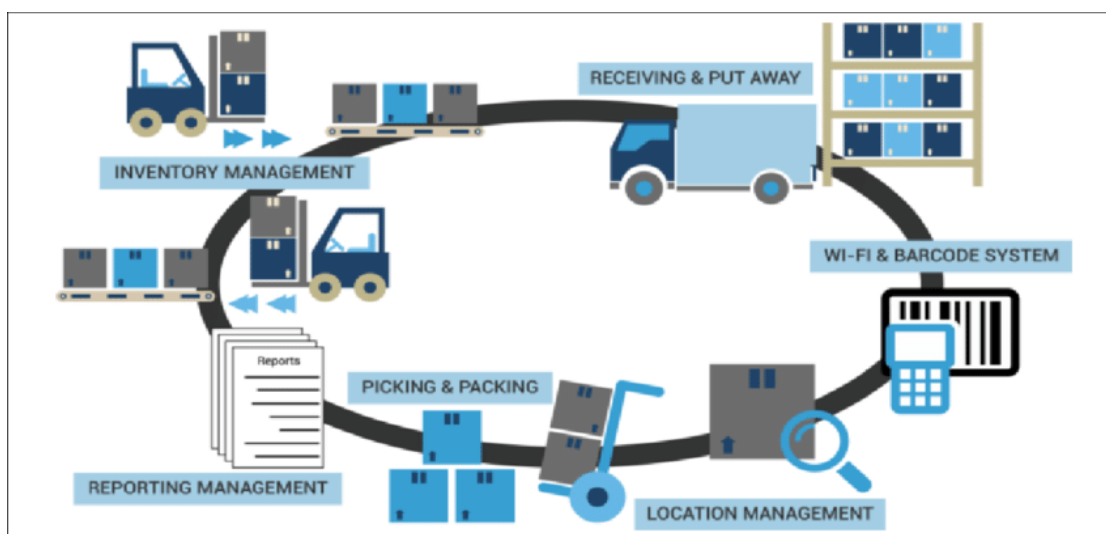 RECEIVING & PUT AWAY
INVENTORY MANAGEMENT
WI-FI & BARCODE SYSTEM
Reports
PICKING & PACKING
REPORTING MANAGEMENT
LOCATION MANAGEMENT